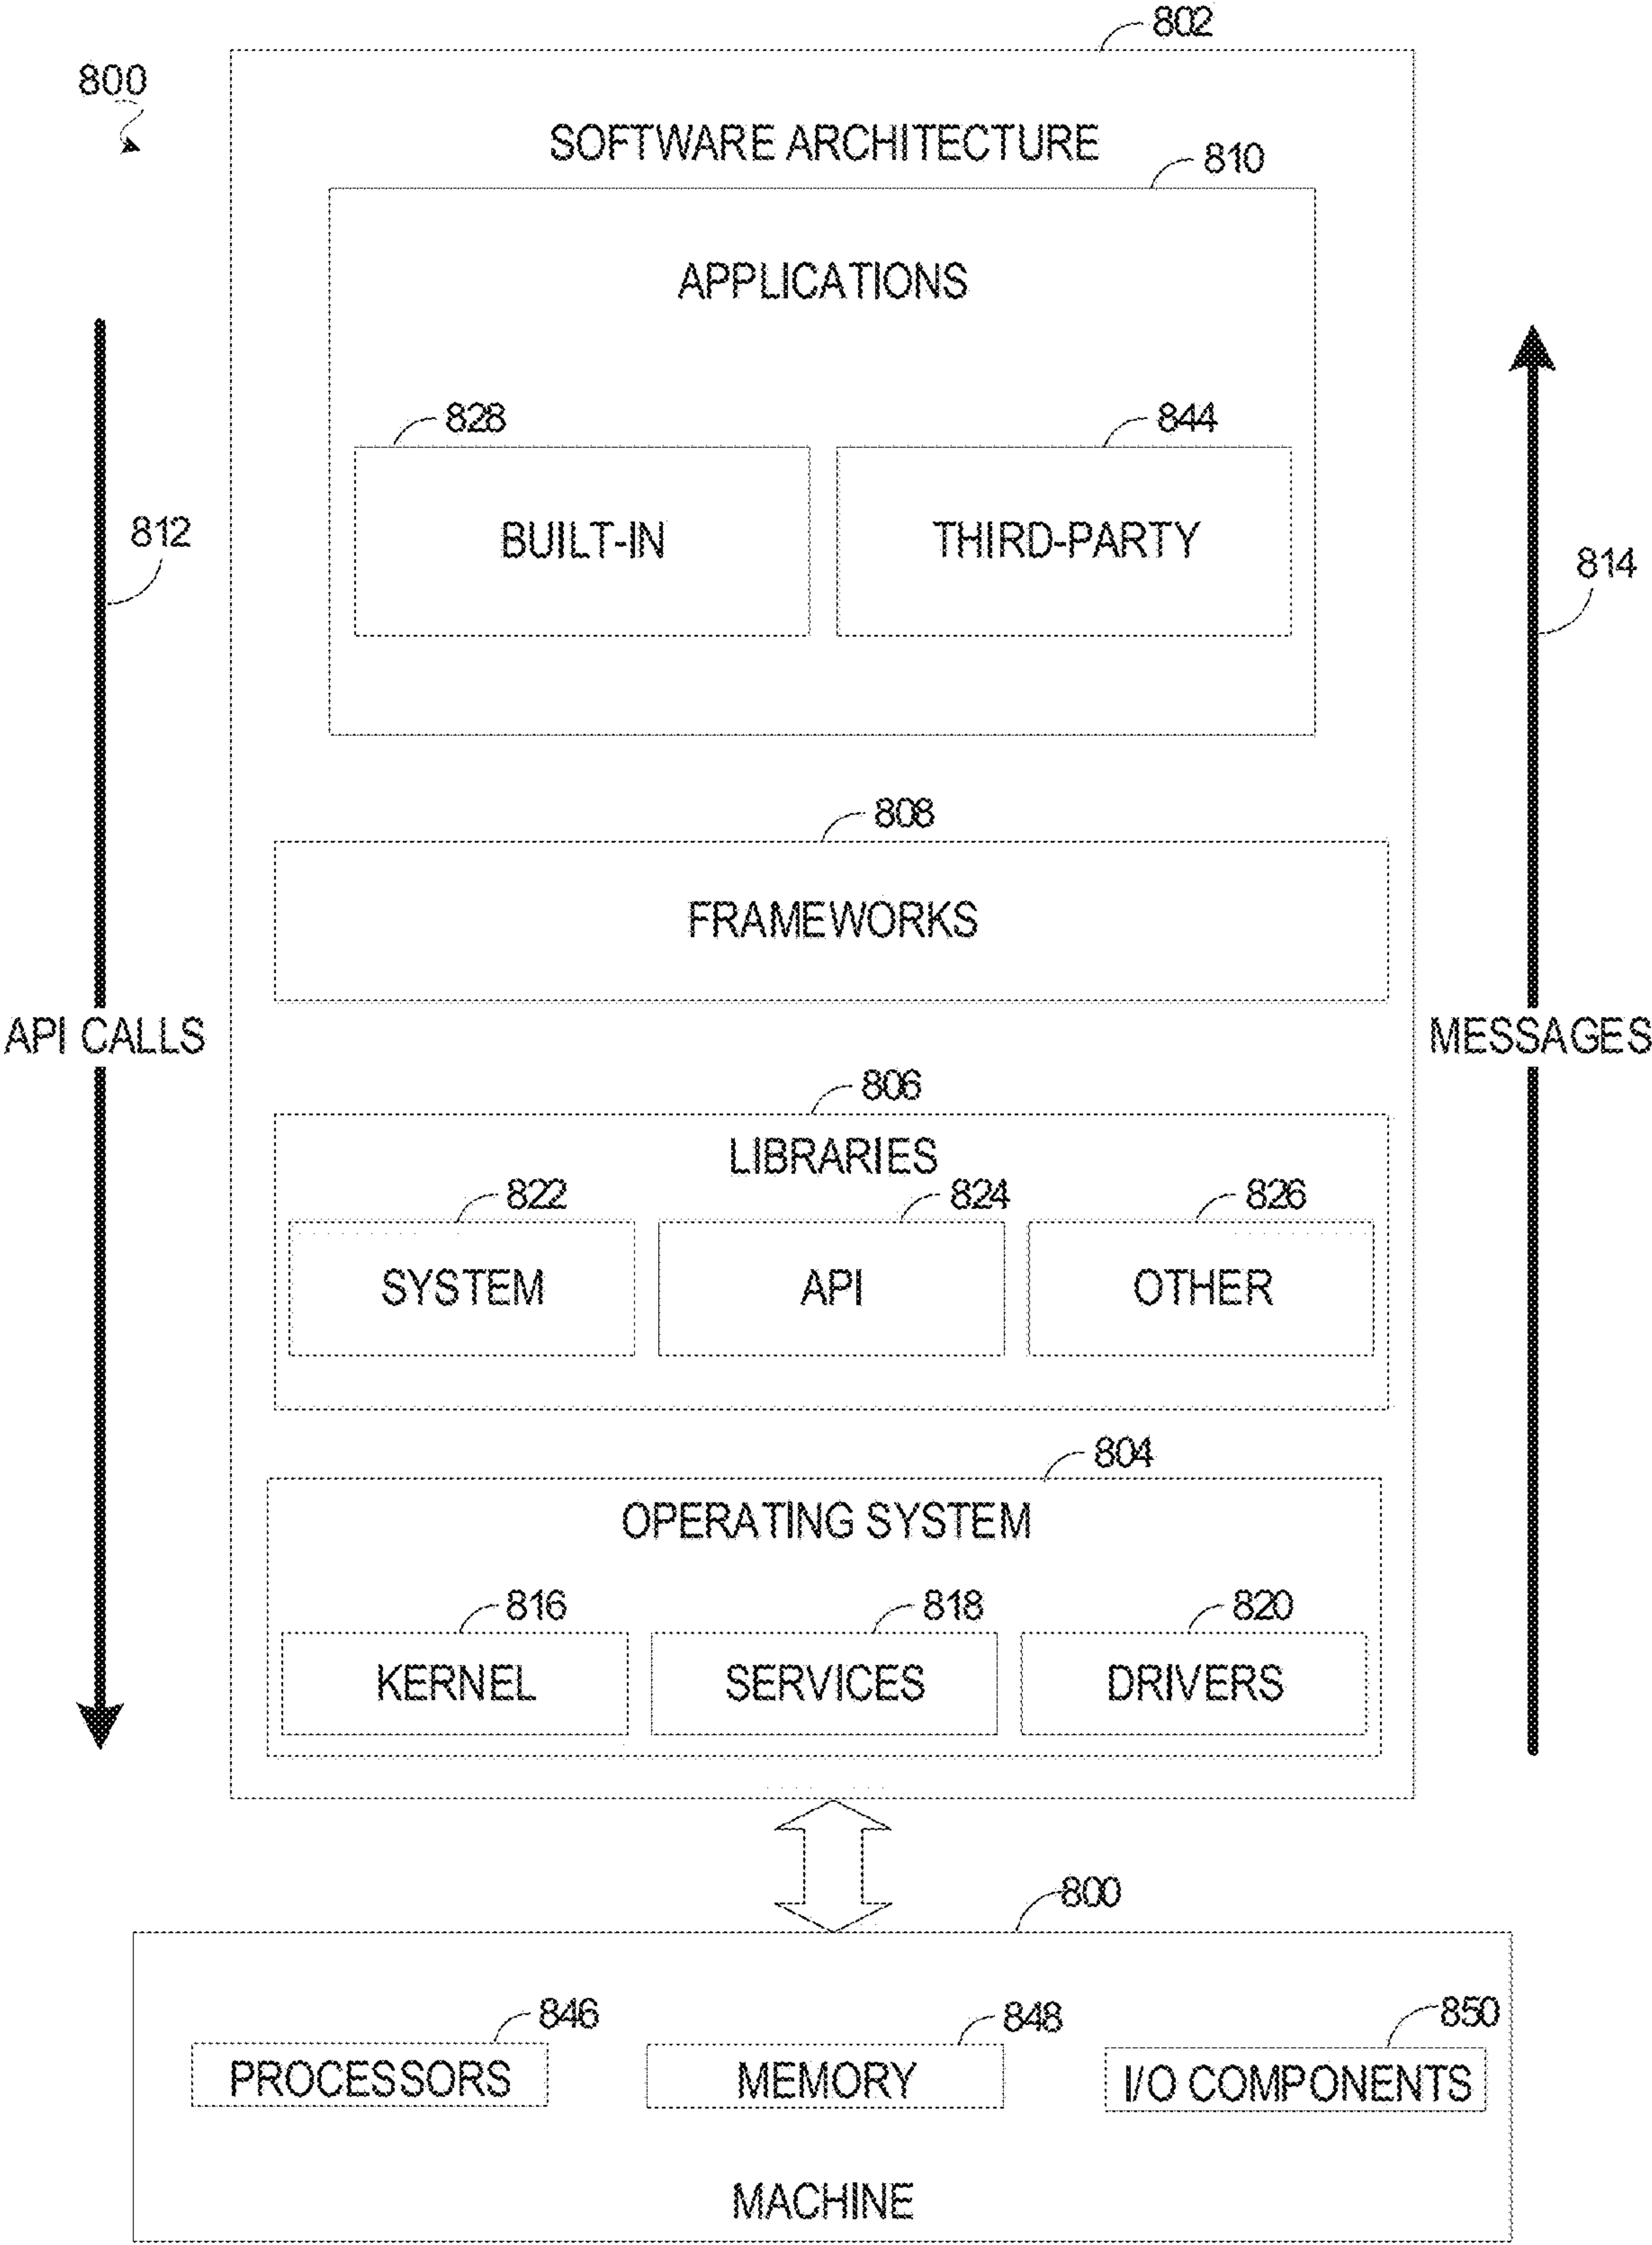 802
800
SOFTWARE ARCHITECTURE
810
APPLICATIONS
828
844
BUILT-IN
THIRD-PARTY
812
814
808
FRAMEWORKS
API CALLS
MESSAGES
806
LIBRARIES
822
824
826
SYSTEM
API
OTHER
804
OPERATING SYSTEM
816
818
820
KERNEL
SERVICES
DRIVERS
800
846
848
850
PROCESSORS
MEMORY
I/O COMPONENTS
MACHINE